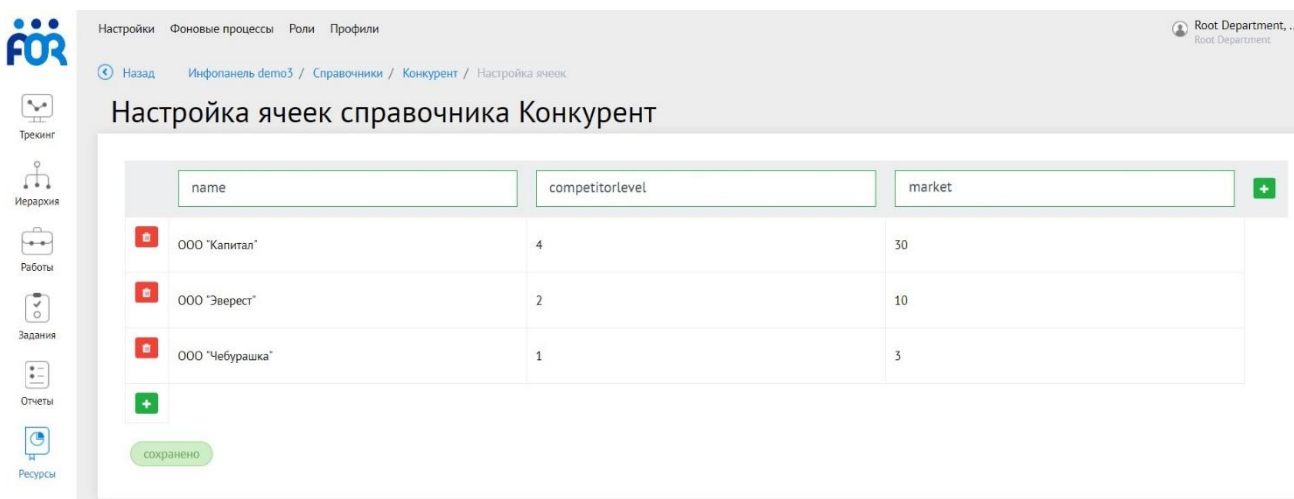 FOR
Настройки Фоновые процессы Роли Профили
Root Department, ..
Root Department
Назад Инфопанель demo3 / Справочники / Конкурент / Настройка ячеек
Настройка ячеек справочника Конкурент
Трекинг
Иерархия
Работы
Задания
Отчеты
Ресурсы
name competitorlevel market
ООО "Капитал" 4 30
ООО "Эверест" 2 10
ООО "Чебурашка" 1 3
сохранено